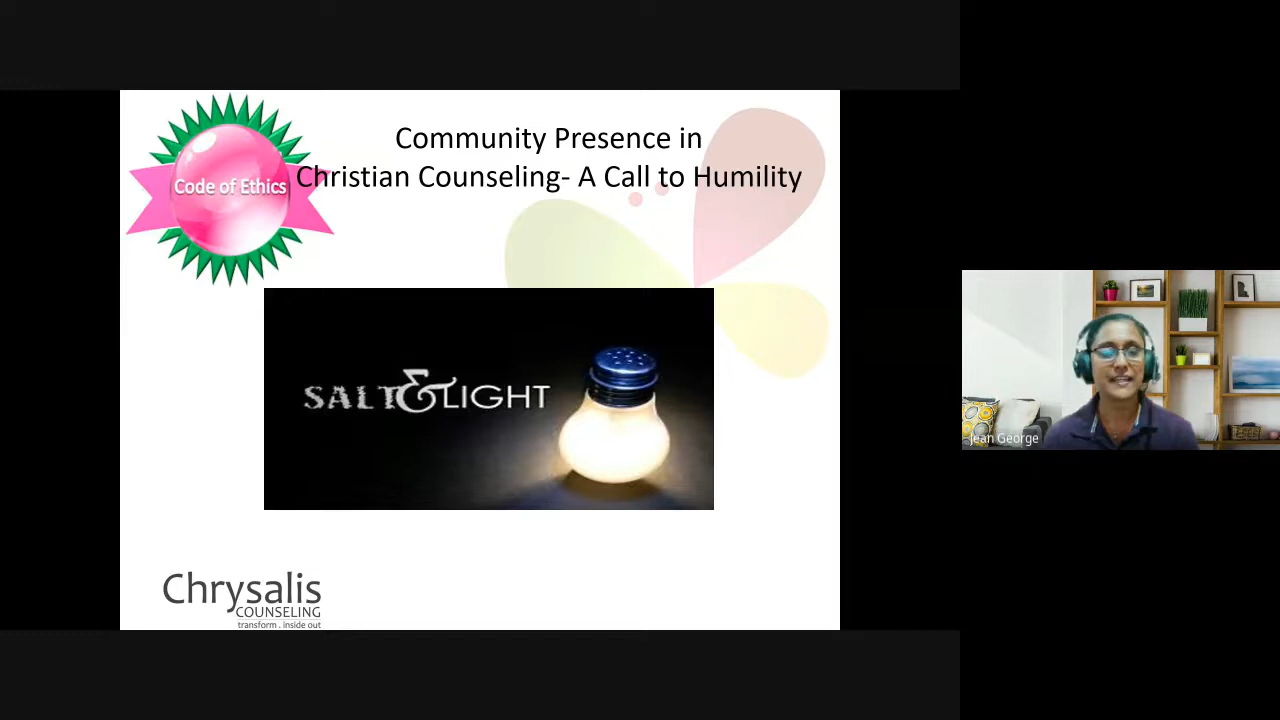 Community Presence in
Christian Counseling- A Call to Humility
Code of Ethics
SALT & LIGHT
Jean George
Chrysalis
COUNSELING
transform . inside out